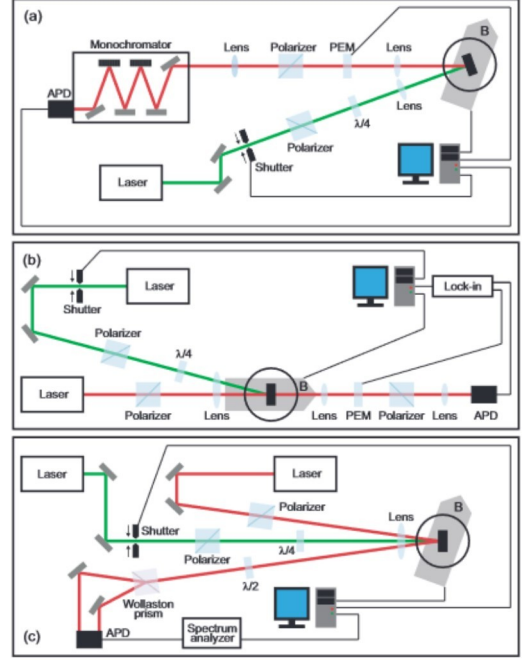 (a)
Monochromator
Lens
Polarizer
PEM
Lens
B
APD
Lens
λ/4
Polarizer
Shutter
Laser
(b)
Laser
Shutter
Lock-in
Polarizer
λ/4
Laser
B
Polarizer
Lens
Lens
PEM
Polarizer
Lens
APD
Laser
Laser
B
Polarizer
Lens
Shutter
Polarizer
λ/4
λ/2
Wollaston
prism
APD
Spectrum
analyzer
(c)